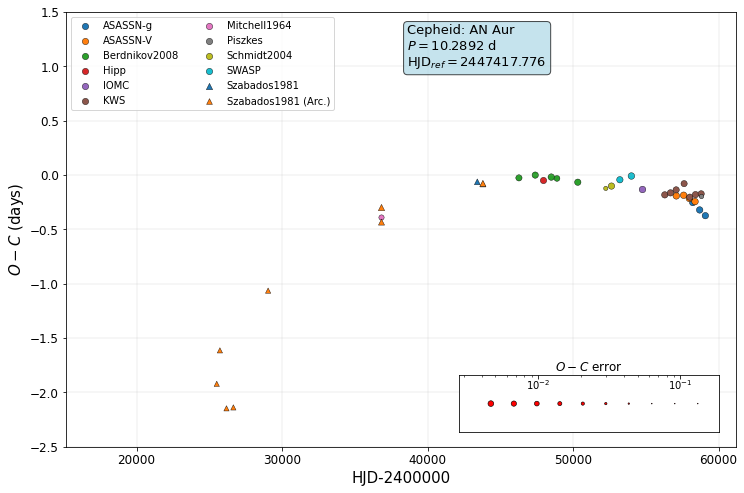 ASASSN-g
ASASSN-V
Berdnikov2008
Hipp
IOMC
KWS
Mitchell1964
Piszkes
Schmidt2004
SWASP
Szabados1981
Szabados1981 (Arc.)
Cepheid: AN Aur
P = 10.2892 d
HJD_ref = 2447417.776
1.5
1.0
0.5
0.0
−0.5
−1.0
−1.5
−2.0
−2.5
O − C (days)
O − C error
10^−2
10^−1
20000
30000
40000
50000
60000
HJD-2400000